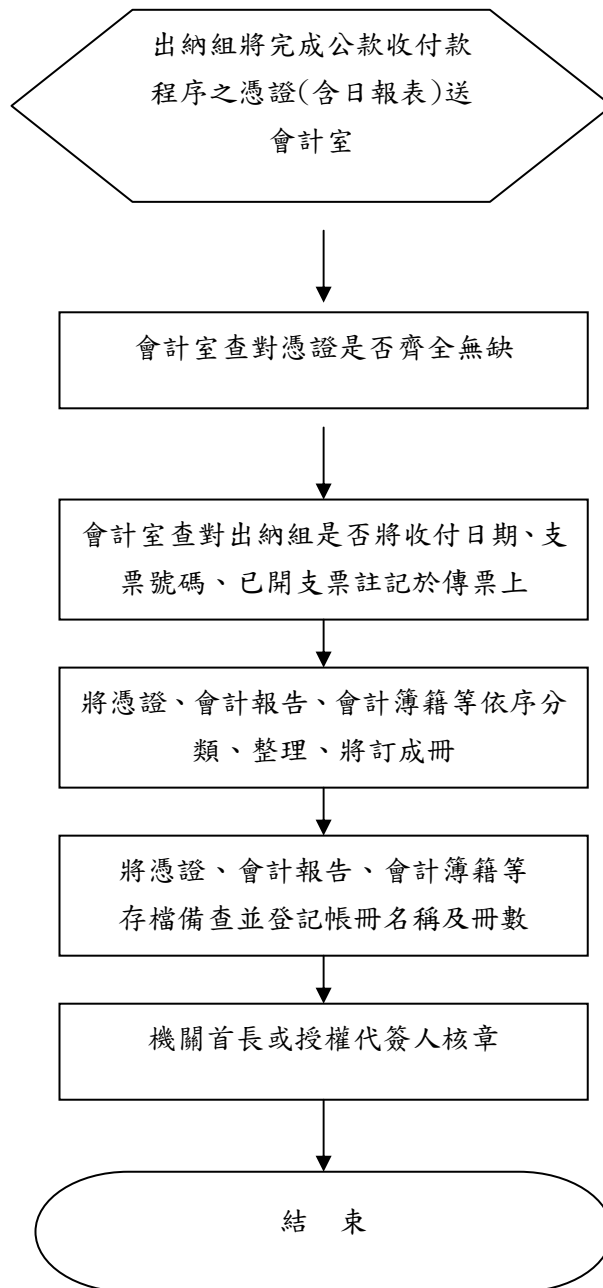 出納組將完成公款收付款
程序之憑證(含日報表)送
會計室
會計室查對憑證是否齊全無缺
會計室查對出納組是否將收付日期、支
票號碼、已開支票註記於傳票上
將憑證、會計報告、會計簿籍等依序分
類、整理、將訂成冊
將憑證、會計報告、會計簿籍等
存檔備查並登記帳冊名稱及冊數
機關首長或授權代簽人核章
結 束